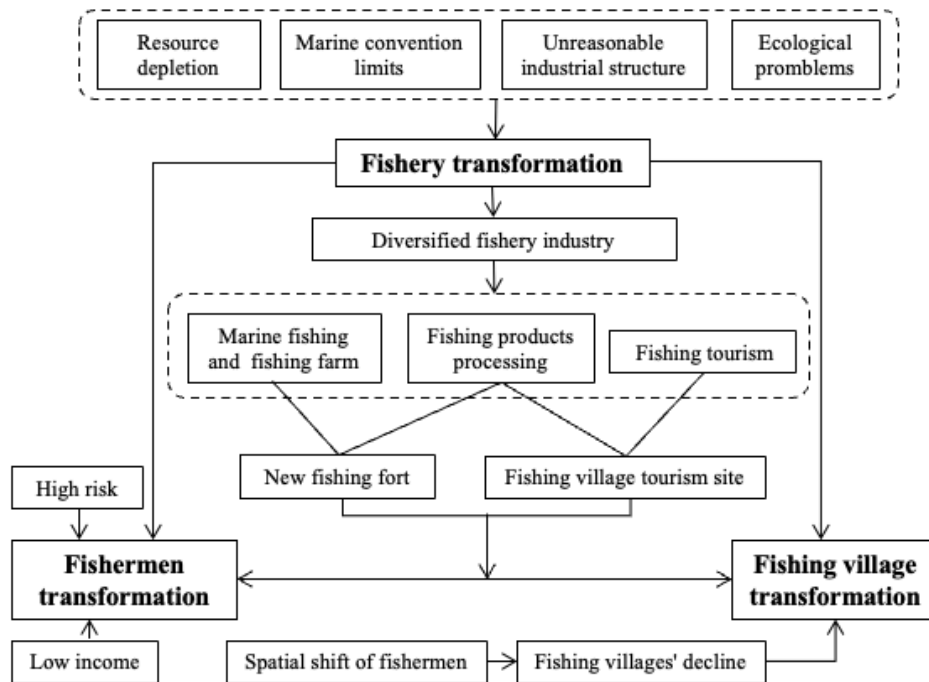 Resource
depletion
Marine convention
limits
Unreasonable
industrial structure
Ecological
promblems
Fishery transformation
Diversified fishery industry
Marine fishing
and fishing farm
Fishing products
processing
Fishing tourism
New fishing fort
Fishing village tourism site
High risk
Fishermen
transformation
Fishing village
transformation
Low income
Spatial shift of fishermen
Fishing villages' decline